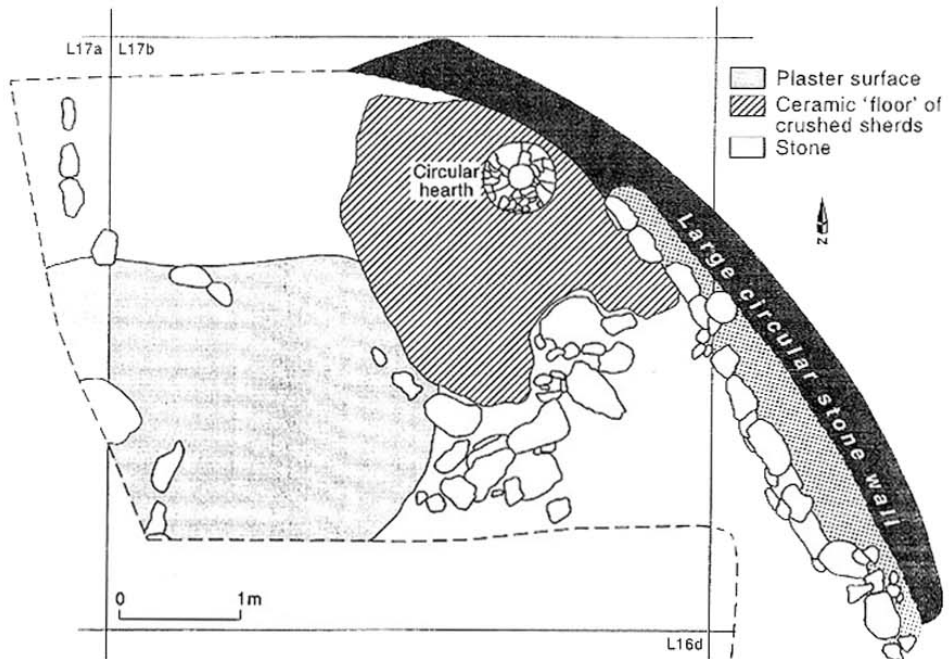 L17a L17b
Plaster surface
Ceramic 'floor' of
crushed sherds
Stone
Circular
hearth
Large circular stone wall
N
0 1m
L16d